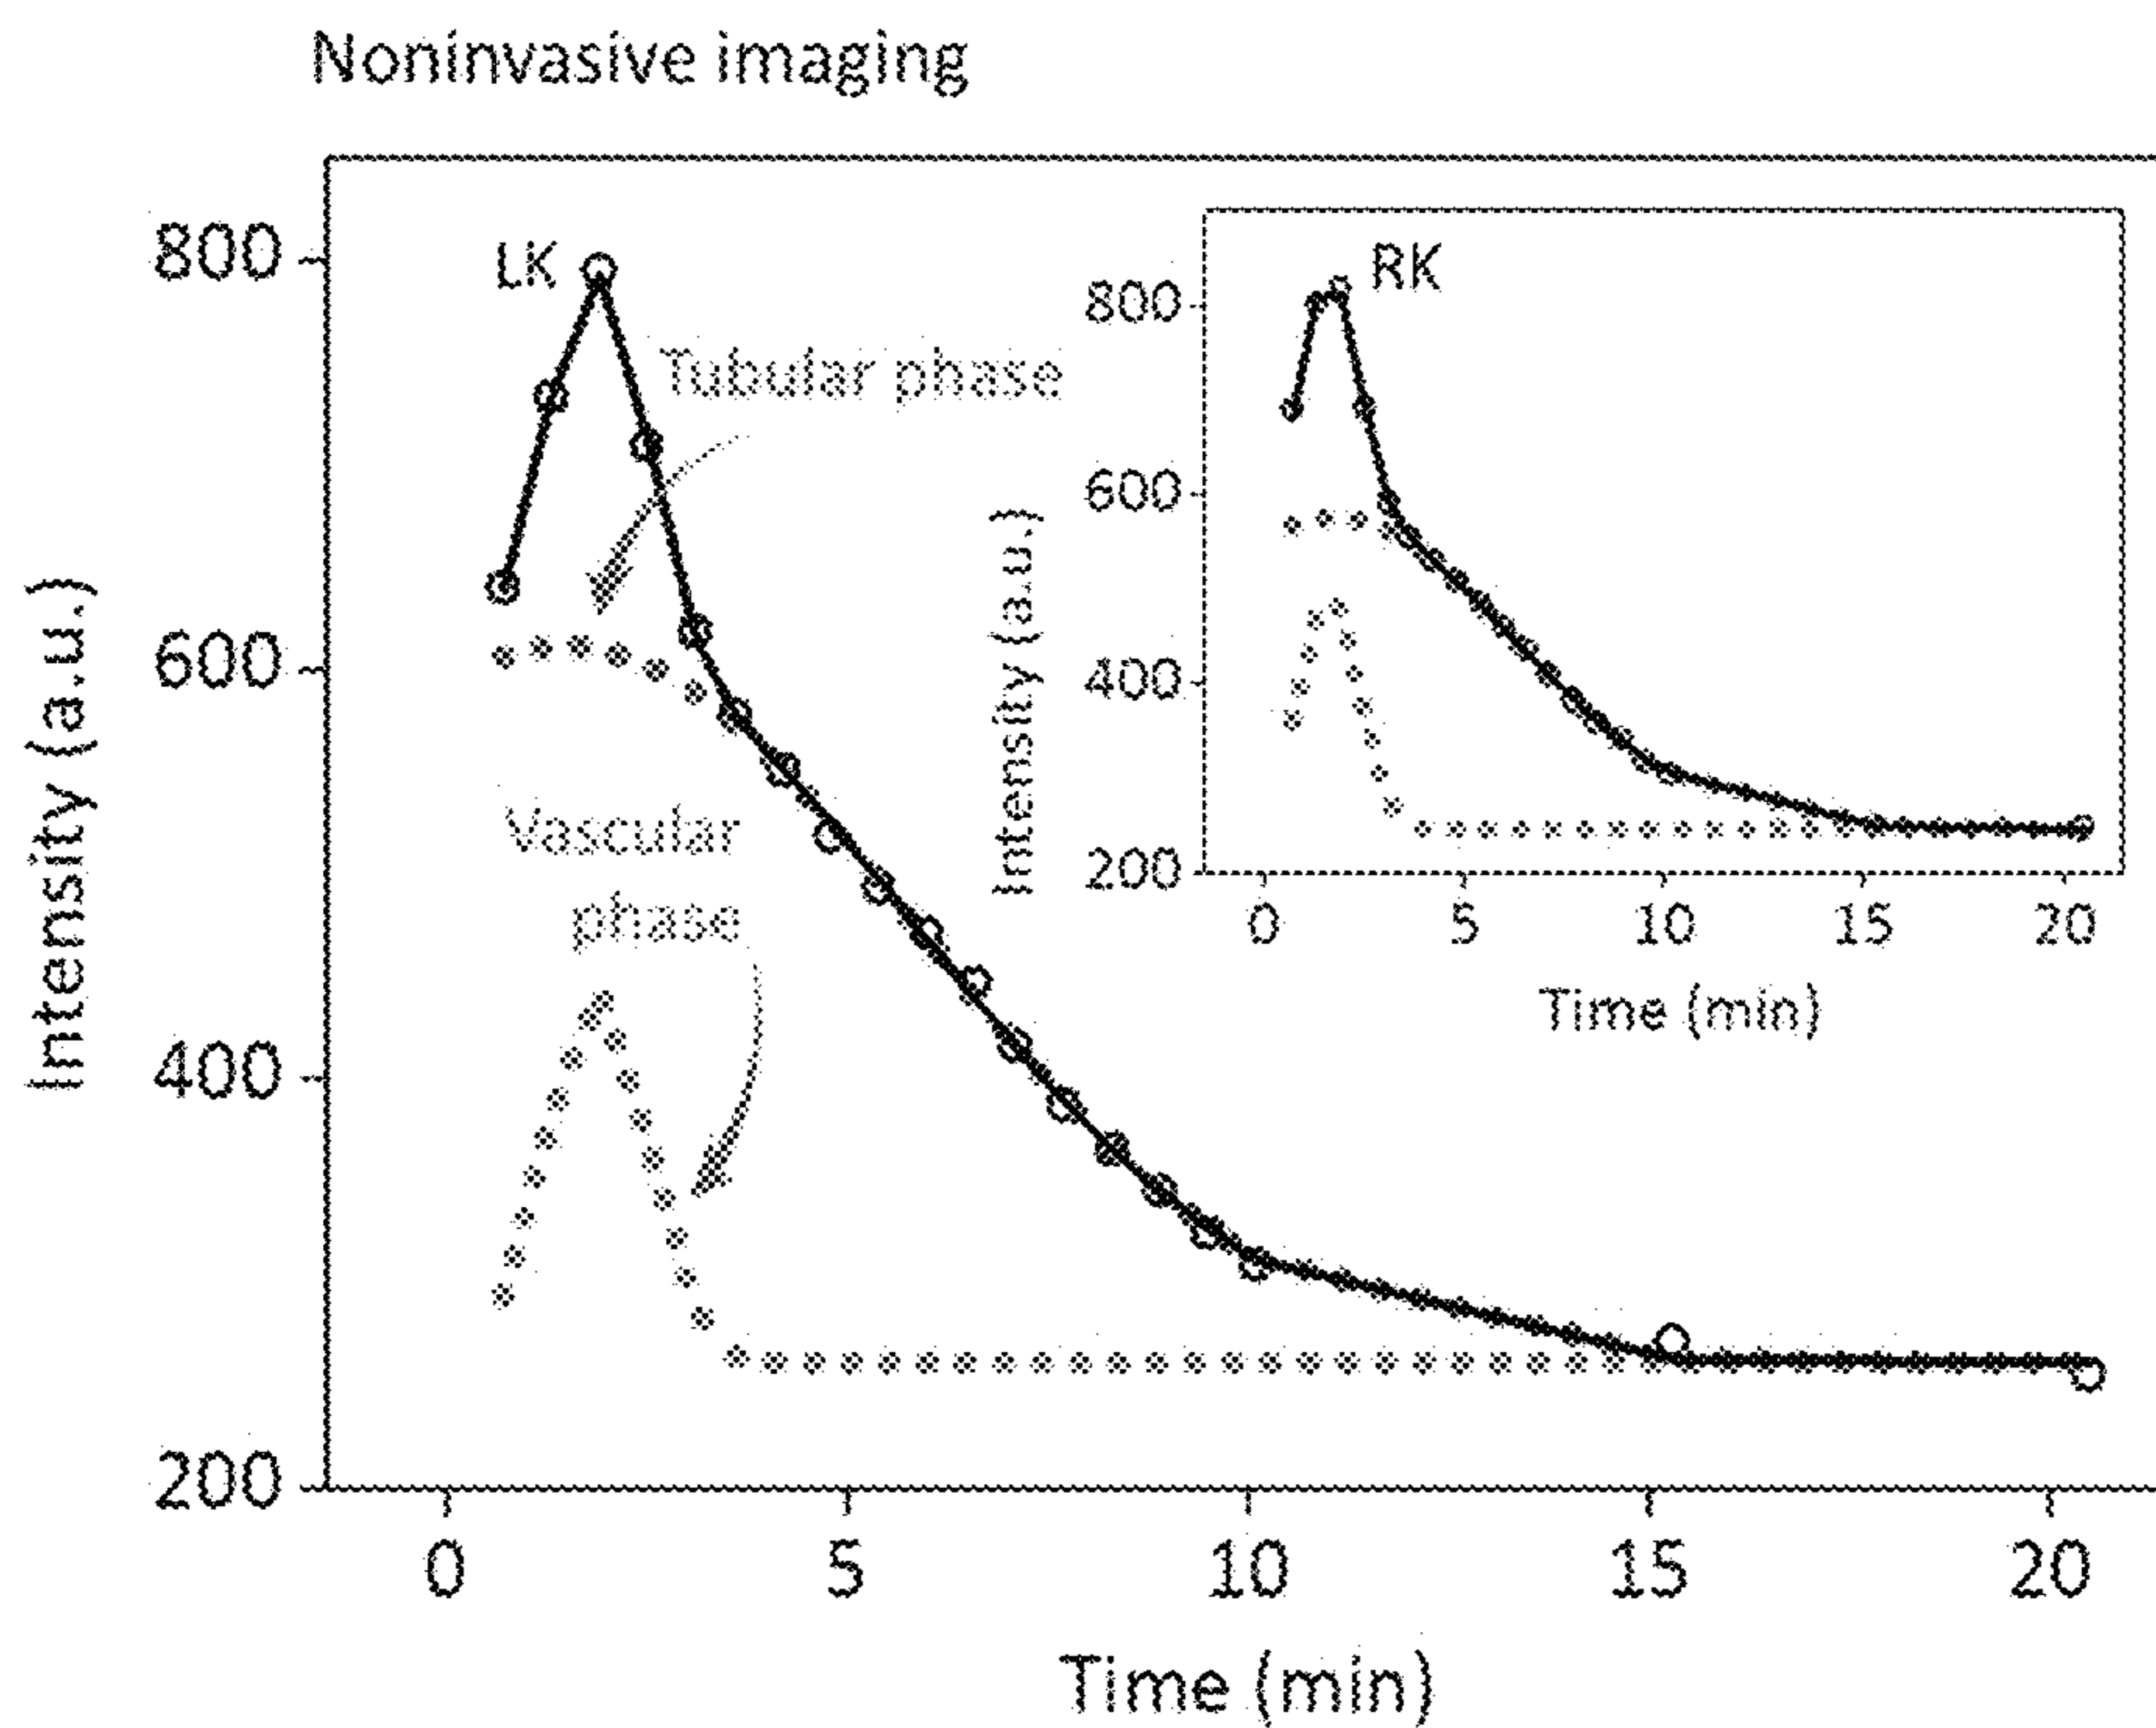 Noninvasive imaging
800
600
400
200
Intensity (a.u.)
LK
Tubular phase
Vascular
phase
0 5 10 15 20
Time (min)
RK
800
600
400
200
Intensity (a.u.)
0 5 10 15 20
Time (min)